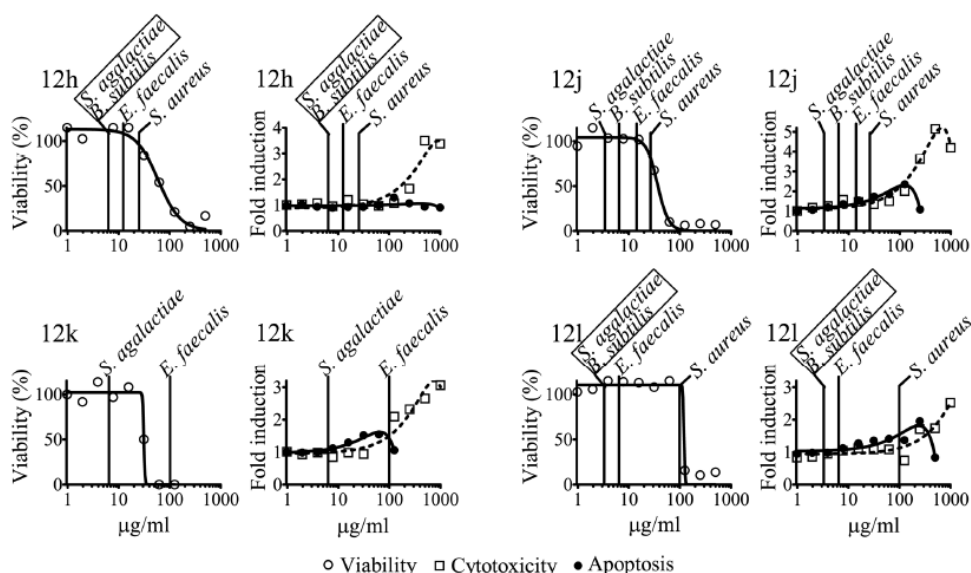 12h
S. agalactiae
B. subtilis
E. faecalis
S. aureus
Viability (%)
100
50
0
1 10 100 1000
12h
S. agalactiae
B. subtilis
E. faecalis
S. aureus
Fold induction
4
3
2
1
0
1 10 100 1000
12j
S. agalactiae
B. subtilis
E. faecalis
S. aureus
Viability (%)
100
50
0
1 10 100 1000
12j
S. agalactiae
B. subtilis
E. faecalis
S. aureus
Fold induction
5
4
3
2
1
0
1 10 100 1000
12k
S. agalactiae
E. faecalis
Viability (%)
100
50
0
1 10 100 1000
µg/ml
12k
S. agalactiae
E. faecalis
Fold induction
3
2
1
0
1 10 100 1000
µg/ml
12l
S. agalactiae
B. subtilis
E. faecalis
S. aureus
Viability (%)
100
50
0
1 10 100 1000
µg/ml
12l
S. agalactiae
B. subtilis
E. faecalis
S. aureus
Fold induction
3
2
1
0
1 10 100 1000
µg/ml
Viability Cytotoxicity Apoptosis